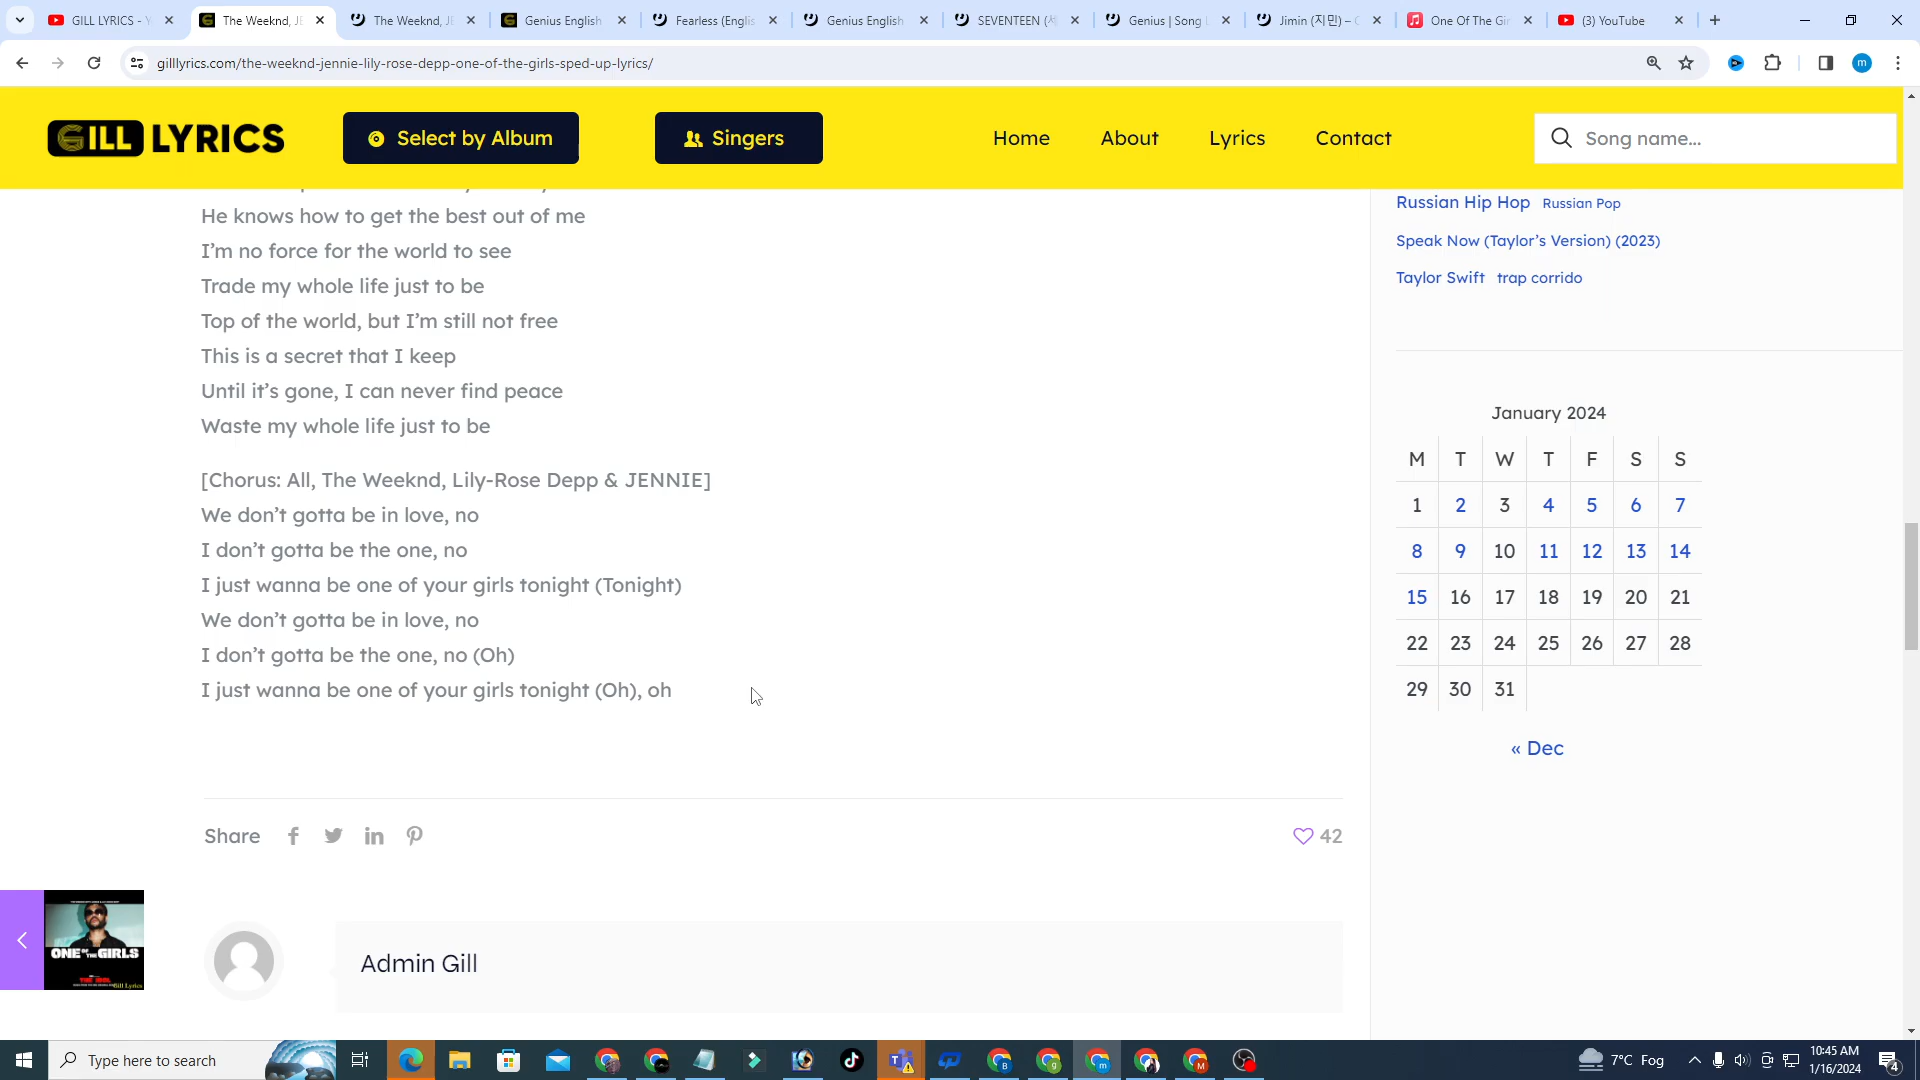 GILL LYRICS - Y
The Weeknd, JE
The Weeknd, JE
Genius English
Fearless (Englis
Genius English
SEVENTEEN (세
Genius | Song L
Jimin (지민) – C
One Of The Gir
(3) YouTube
gilllyrics.com/the-weeknd-jennie-lily-rose-depp-one-of-the-girls-sped-up-lyrics/
m
GILL LYRICS
Select by Album
Singers
Home
About
Lyrics
Contact
Song name...
He knows how to get the best out of me
I’m no force for the world to see
Trade my whole life just to be
Top of the world, but I’m still not free
This is a secret that I keep
Until it’s gone, I can never find peace
Waste my whole life just to be
[Chorus: All, The Weeknd, Lily-Rose Depp & JENNIE]
We don’t gotta be in love, no
I don’t gotta be the one, no
I just wanna be one of your girls tonight (Tonight)
We don’t gotta be in love, no
I don’t gotta be the one, no (Oh)
I just wanna be one of your girls tonight (Oh), oh
Share
42
Admin Gill
ONE OF THE GIRLS
Gill Lyrics
Russian Hip Hop Russian Pop
Speak Now (Taylor’s Version) (2023)
Taylor Swift trap corrido
January 2024
M T W T F S S
1 2 3 4 5 6 7
8 9 10 11 12 13 14
15 16 17 18 19 20 21
22 23 24 25 26 27 28
29 30 31
« Dec
Type here to search
7°C Fog
10:45 AM
1/16/2024
4